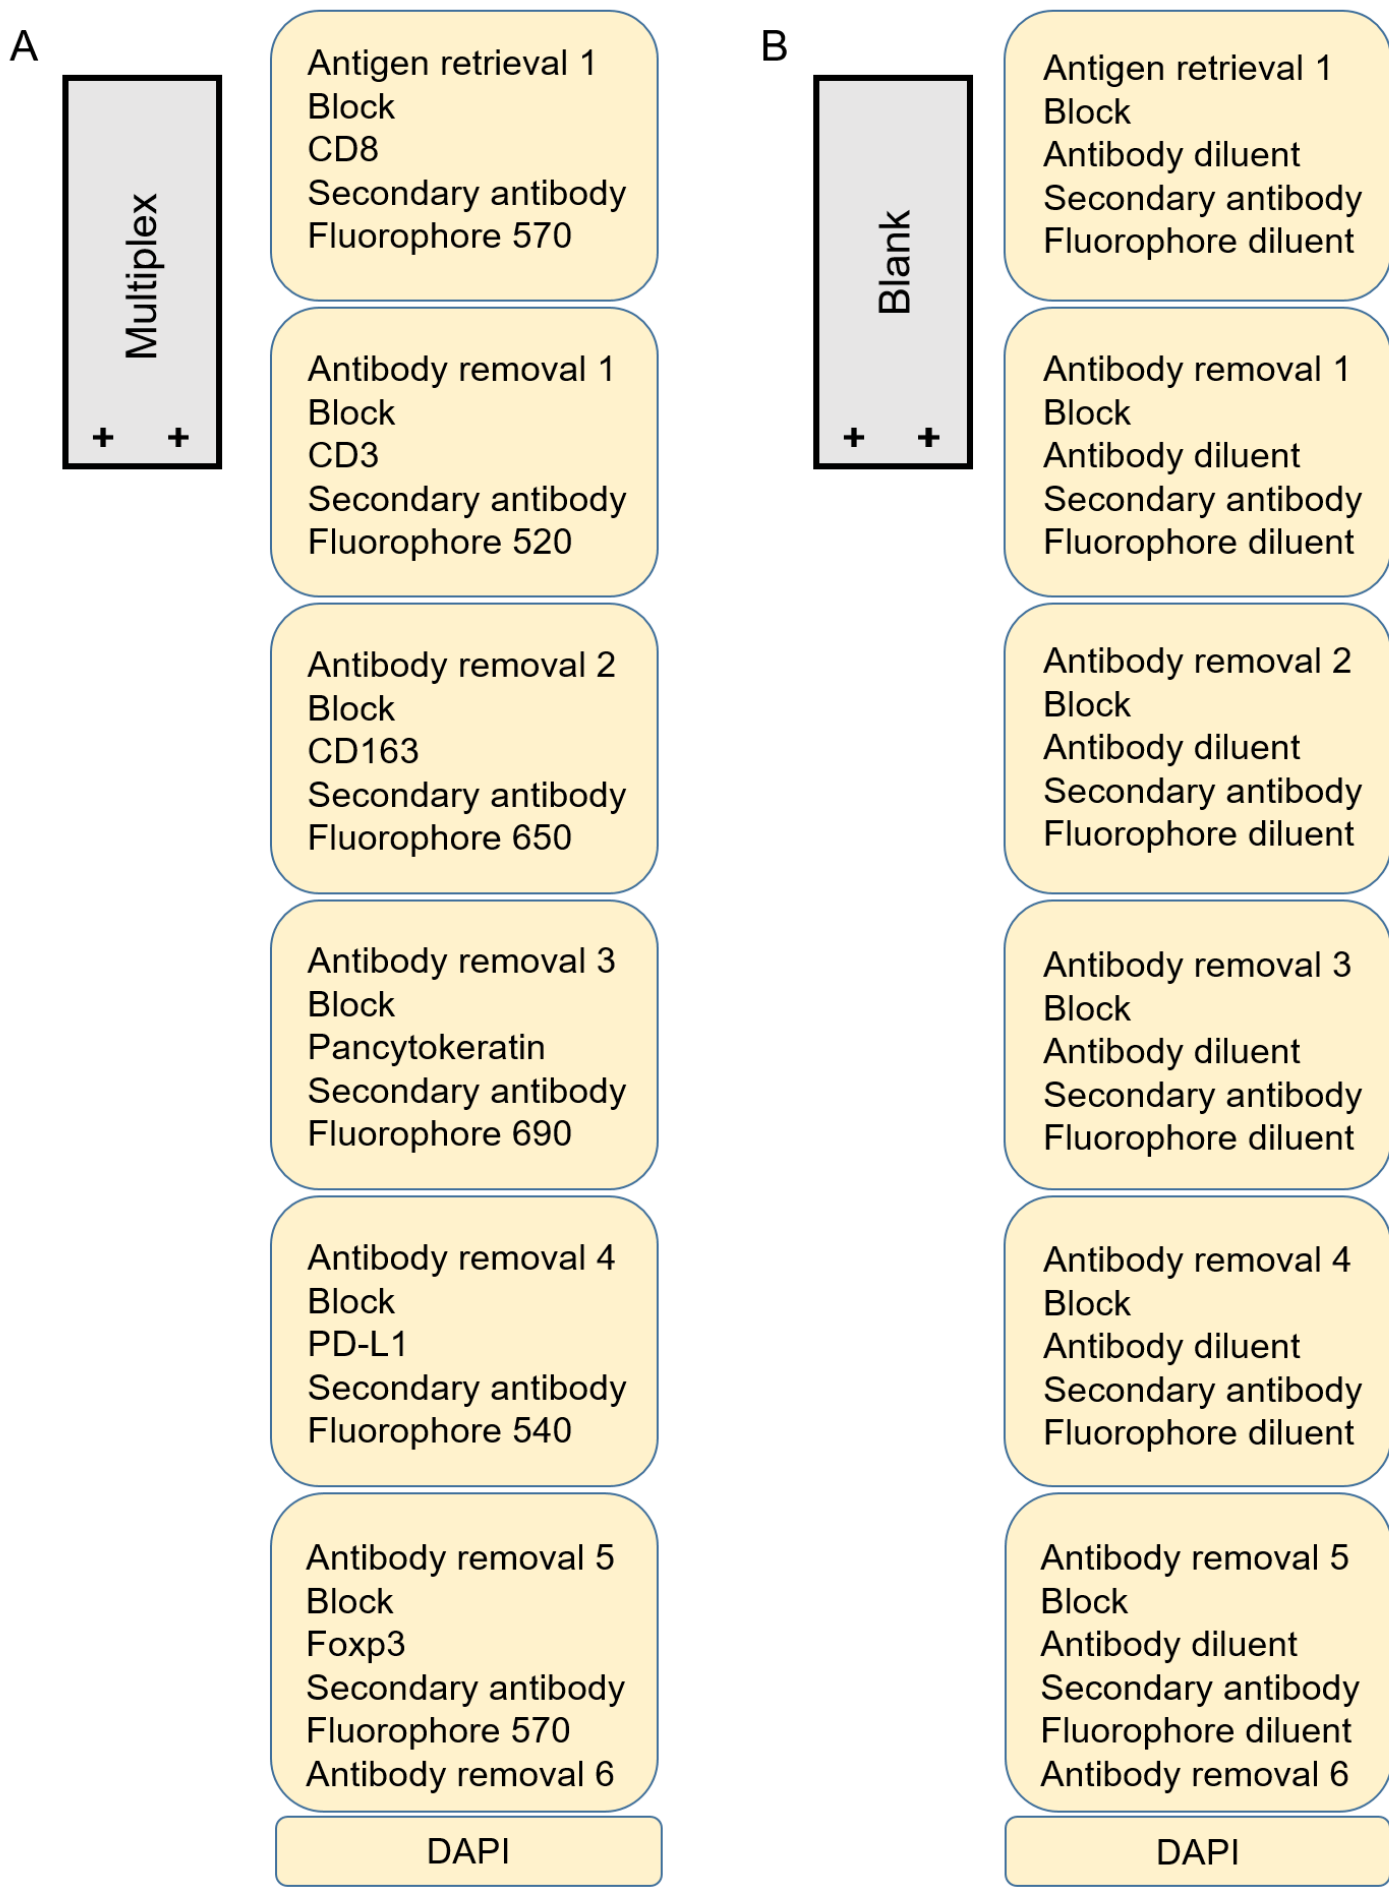 A
Multiplex
+ +
Antigen retrieval 1
Block
CD8
Secondary antibody
Fluorophore 570
Antibody removal 1
Block
CD3
Secondary antibody
Fluorophore 520
Antibody removal 2
Block
CD163
Secondary antibody
Fluorophore 650
Antibody removal 3
Block
Pancytokeratin
Secondary antibody
Fluorophore 690
Antibody removal 4
Block
PD-L1
Secondary antibody
Fluorophore 540
Antibody removal 5
Block
Foxp3
Secondary antibody
Fluorophore 570
Antibody removal 6
DAPI
B
Blank
+ +
Antigen retrieval 1
Block
Antibody diluent
Secondary antibody
Fluorophore diluent
Antibody removal 1
Block
Antibody diluent
Secondary antibody
Fluorophore diluent
Antibody removal 2
Block
Antibody diluent
Secondary antibody
Fluorophore diluent
Antibody removal 3
Block
Antibody diluent
Secondary antibody
Fluorophore diluent
Antibody removal 4
Block
Antibody diluent
Secondary antibody
Fluorophore diluent
Antibody removal 5
Block
Antibody diluent
Secondary antibody
Fluorophore diluent
Antibody removal 6
DAPI